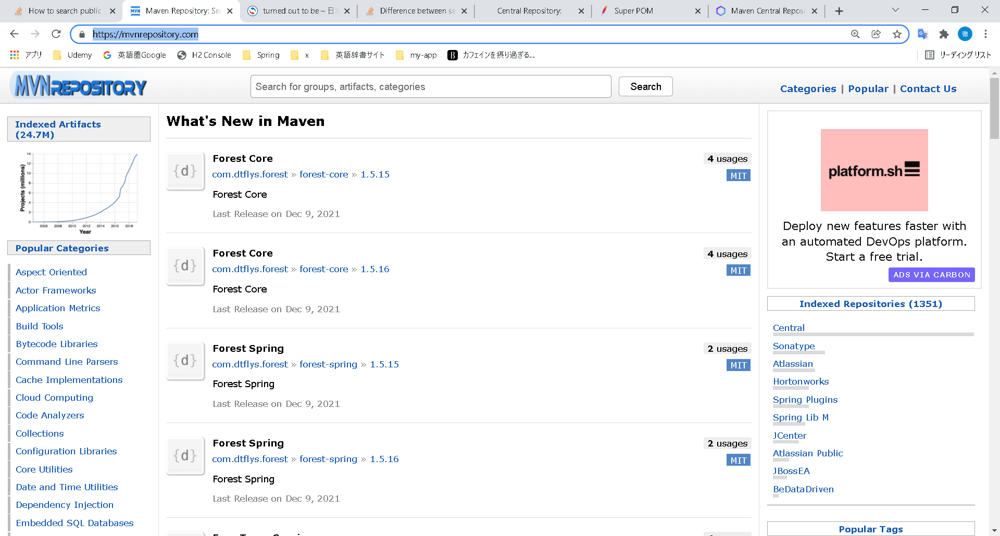 How to search public
Maven Repository: Sea
turned out to be – 日
Difference between se
Central Repository:
Super POM
Maven Central Reposi
https://mvnrepository.com
徹
アプリ
Udemy
英語圏Google
H2 Console
Spring
x
英語辞書サイト
my-app
カフェインを摂り過ぎる...
リーディング リスト
MVNREPOSITORY
Search for groups, artifacts, categories
Search
Categories | Popular | Contact Us
Indexed Artifacts
(24.7M)
Projects (millions)
14
12
10
8
6
4
2
0
2006 2008 2010 2012 2014 2016 2018
Year
Popular Categories
Aspect Oriented
Actor Frameworks
Application Metrics
Build Tools
Bytecode Libraries
Command Line Parsers
Cache Implementations
Cloud Computing
Code Analyzers
Collections
Configuration Libraries
Core Utilities
Date and Time Utilities
Dependency Injection
Embedded SQL Databases
What's New in Maven
{d}
Forest Core
4 usages
com.dtflys.forest » forest-core » 1.5.15
MIT
Forest Core
Last Release on Dec 9, 2021
{d}
Forest Core
4 usages
com.dtflys.forest » forest-core » 1.5.16
MIT
Forest Core
Last Release on Dec 9, 2021
{d}
Forest Spring
2 usages
com.dtflys.forest » forest-spring » 1.5.15
MIT
Forest Spring
Last Release on Dec 9, 2021
{d}
Forest Spring
2 usages
com.dtflys.forest » forest-spring » 1.5.16
MIT
Forest Spring
Last Release on Dec 9, 2021
platform.sh
Deploy new features faster with
an automated DevOps platform.
Start a free trial.
ADS VIA CARBON
Indexed Repositories (1351)
Central
Sonatype
Atlassian
Hortonworks
Spring Plugins
Spring Lib M
JCenter
Atlassian Public
JBossEA
BeDataDriven
Popular Tags